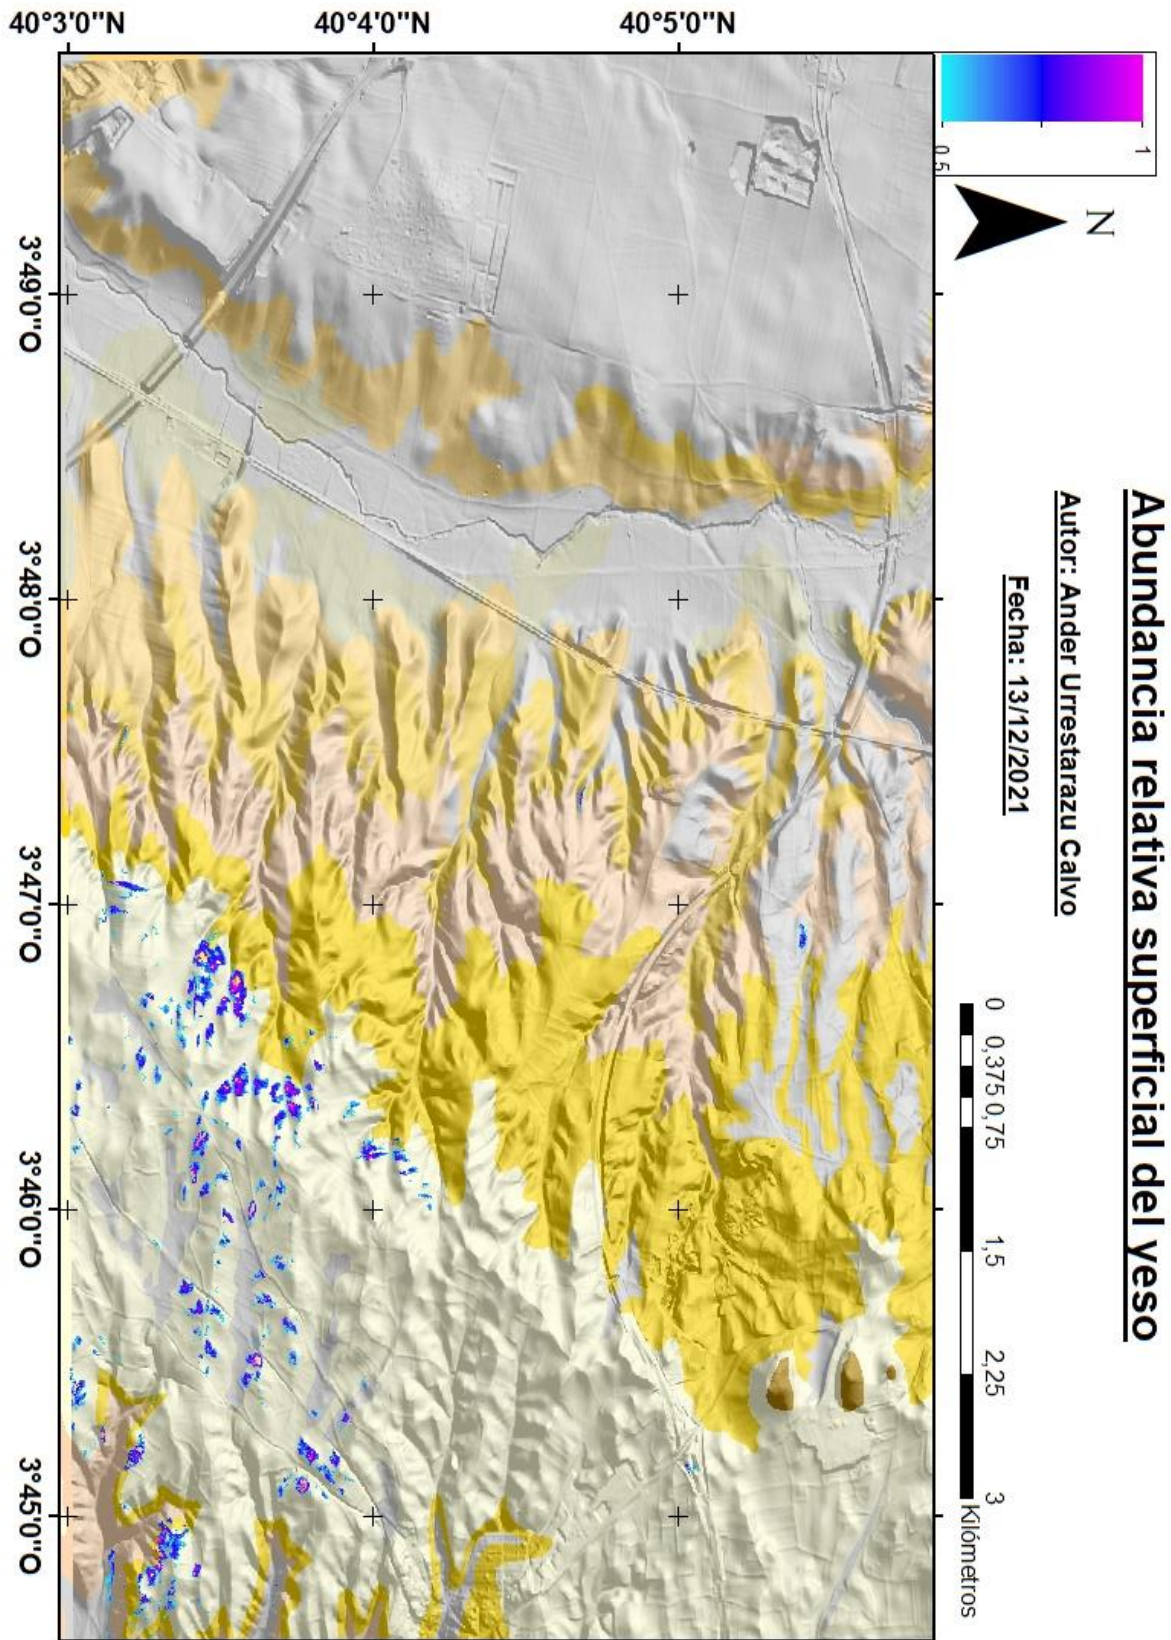 Abundancia relativa superficial del yeso
Autor: Ander Urrestarazu Calvo
Fecha: 13/12/2021
N
1
0,5
0 0,375 0,75 1,5 2,25 3
Kilómetros
40°5'0"N
40°4'0"N
40°3'0"N
3°49'0"O 3°48'0"O 3°47'0"O 3°46'0"O 3°45'0"O